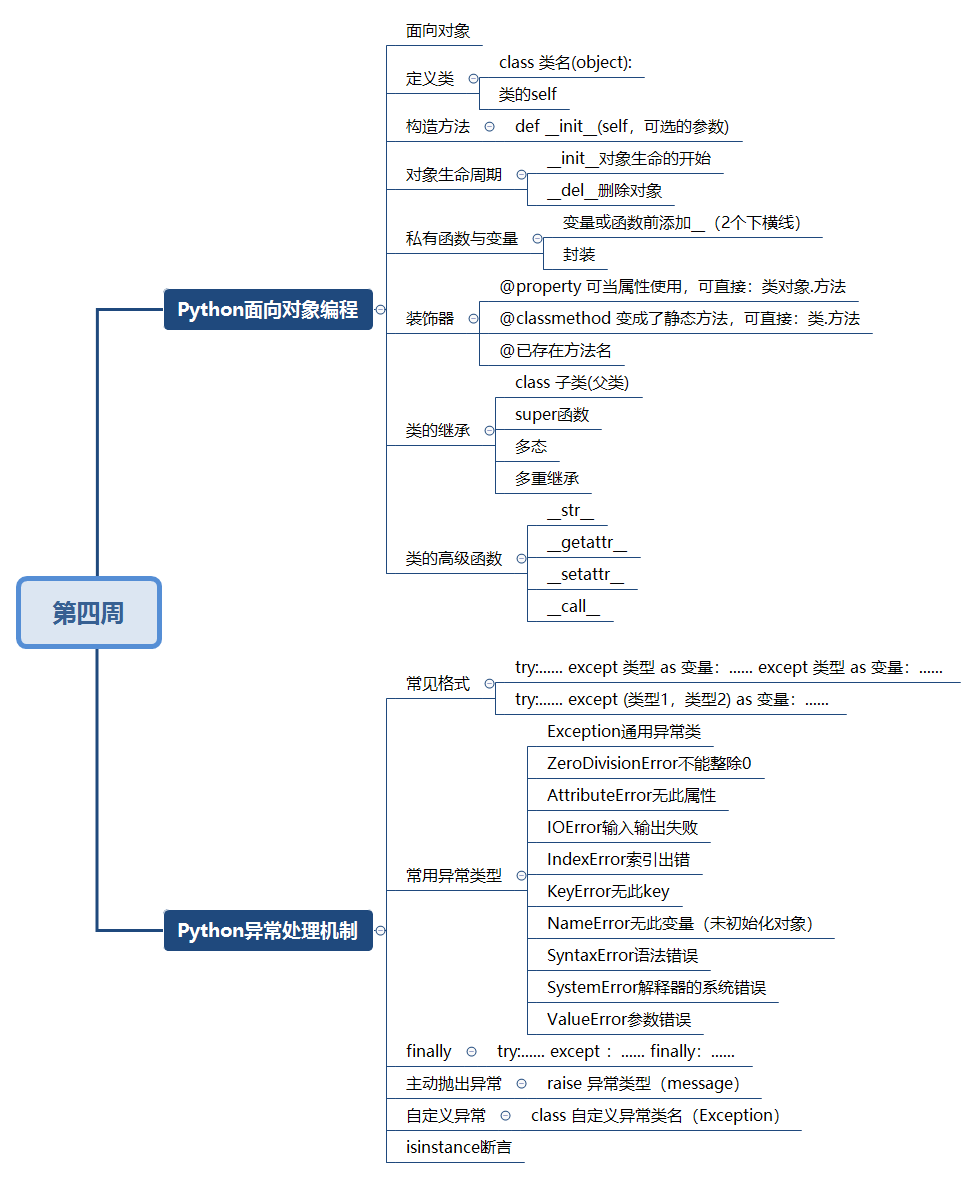 面向对象
定义类
class 类名(object):
类的self
构造方法
def __init__(self，可选的参数)
对象生命周期
__init__对象生命的开始
__del__删除对象
私有函数与变量
变量或函数前添加__（2个下横线）
封装
Python面向对象编程
装饰器
@property 可当属性使用，可直接：类对象.方法
@classmethod 变成了静态方法，可直接：类.方法
@已存在方法名
类的继承
class 子类(父类)
super函数
多态
多重继承
类的高级函数
__str__
__getattr__
__setattr__
__call__
第四周
常见格式
try:...... except 类型 as 变量：...... except 类型 as 变量：......
try:...... except (类型1，类型2) as 变量：......
常用异常类型
Exception通用异常类
ZeroDivisionError不能整除0
AttributeError无此属性
IOError输入输出失败
IndexError索引出错
KeyError无此key
NameError无此变量（未初始化对象）
SyntaxError语法错误
SystemError解释器的系统错误
ValueError参数错误
Python异常处理机制
finally
try:...... except ：...... finally：......
主动抛出异常
raise 异常类型（message）
自定义异常
class 自定义异常类名（Exception）
isinstance断言